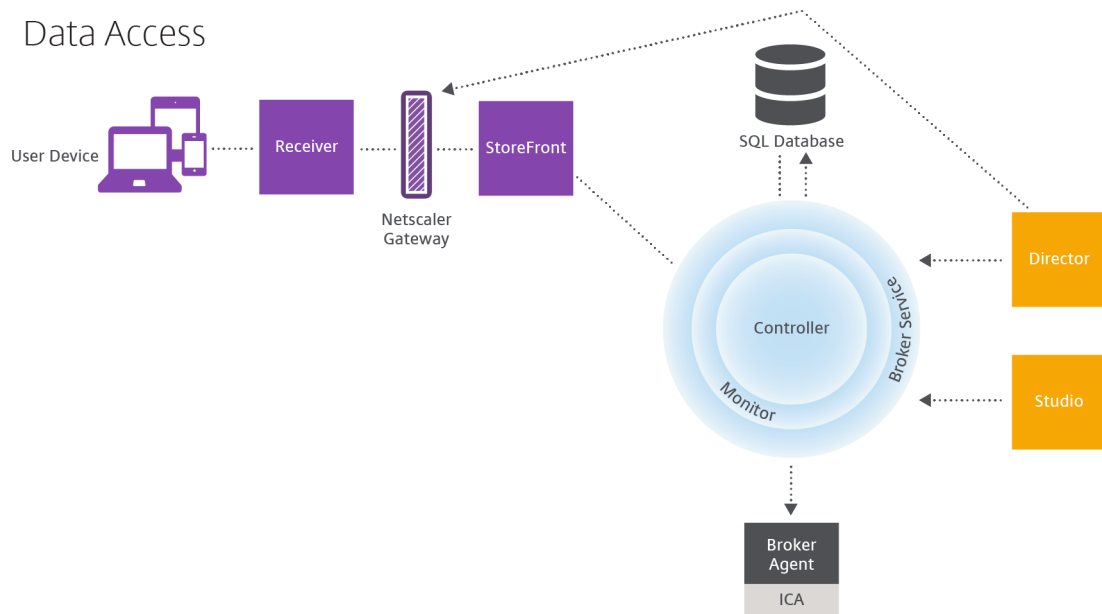 Data Access
User Device
Receiver
Netscaler
Gateway
StoreFront
SQL Database
Controller
Monitor
Broker Service
Director
Studio
Broker
Agent
ICA